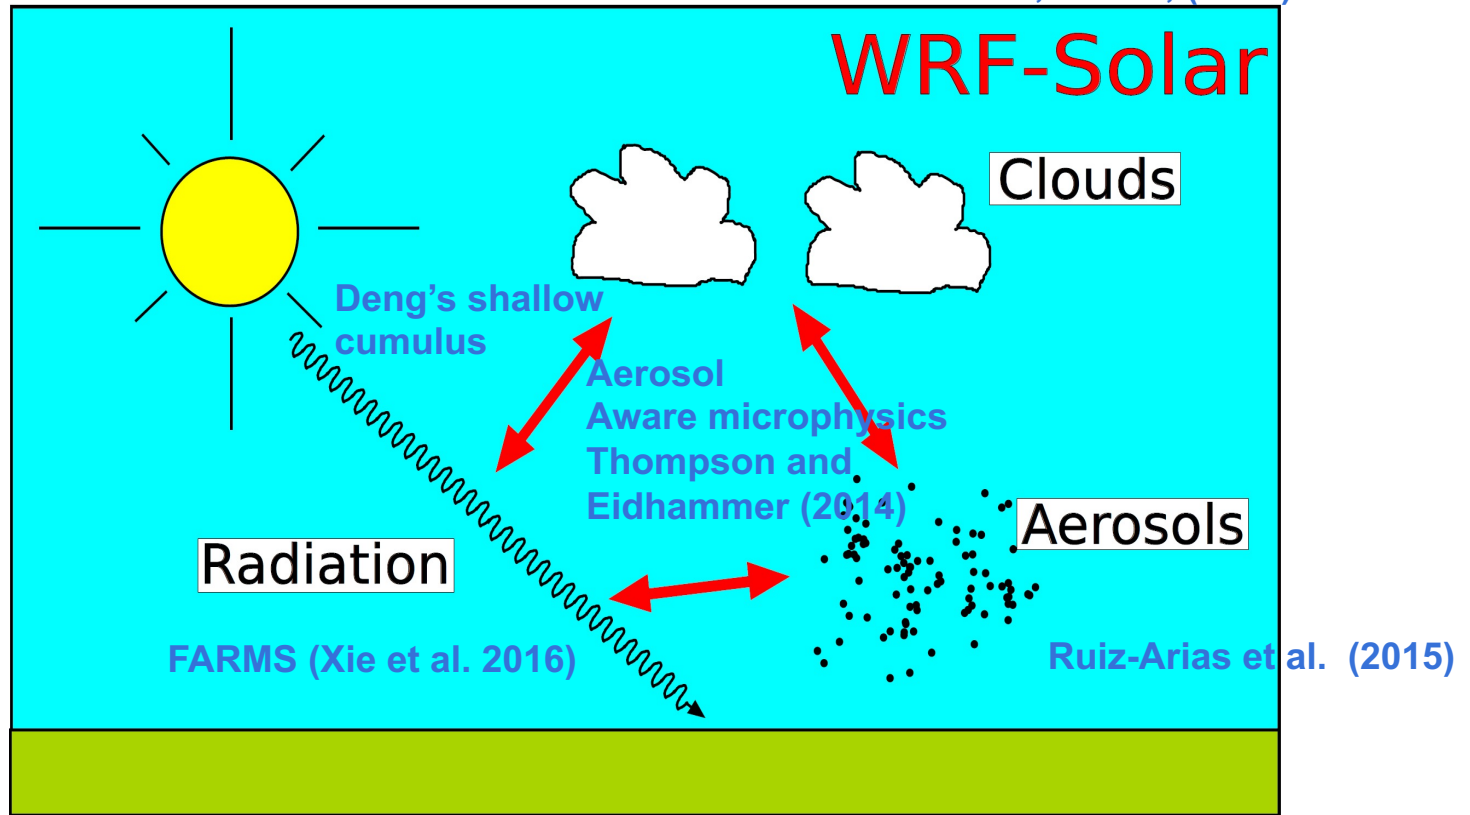 WRF-Solar
Clouds
Deng’s shallow
cumulus
Aerosol
Aware microphysics
Thompson and
Eidhammer (2014)
Aerosols
Radiation
FARMS (Xie et al. 2016)
Ruiz-Arias et al. (2015)